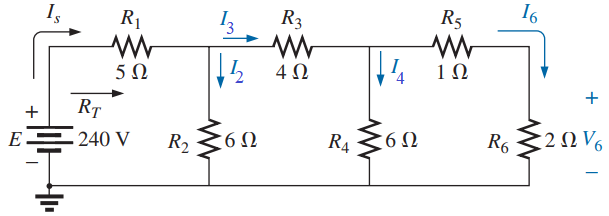 Iₛ R₁ I₃ R₃ R₅ I₆
5 Ω I₂ 4 Ω I₄ 1 Ω
R_T
+ +
E 240 V R₂ 6 Ω R₄ 6 Ω R₆ 2 Ω V₆
– –